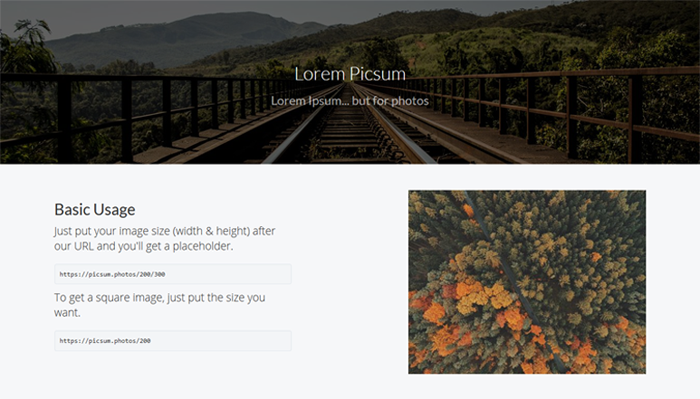 Lorem Picsum
Lorem Ipsum... but for photos
Basic Usage
Just put your image size (width & height) after
our URL and you'll get a placeholder.
https://picsum.photos/200/300
To get a square image, just put the size you
want.
https://picsum.photos/200